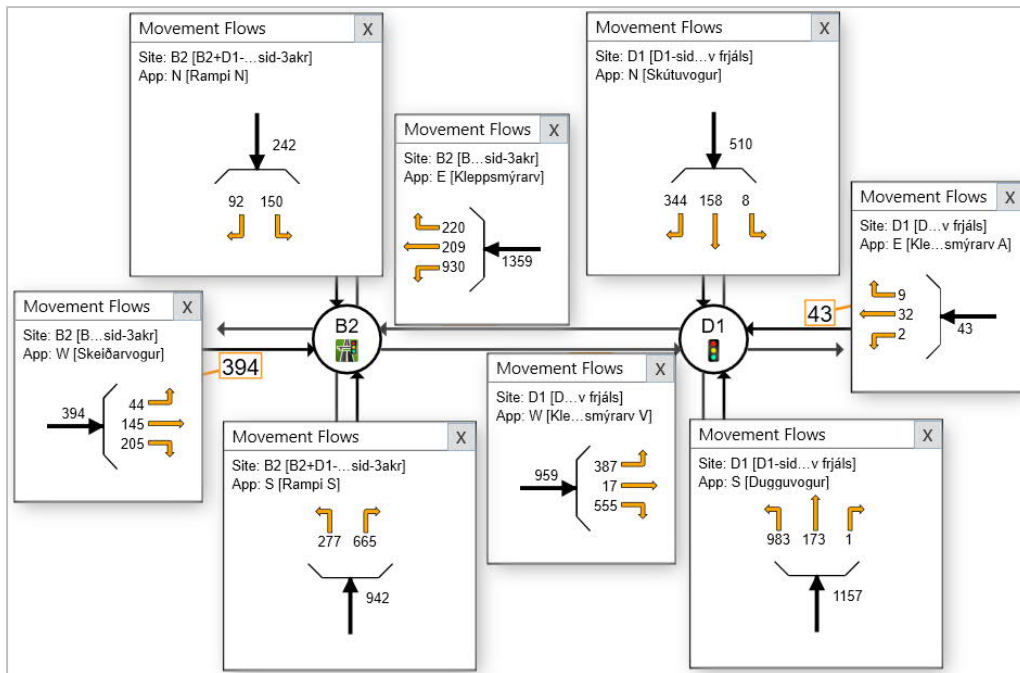 Movement Flows X
Site: B2 [B2+D1-...sid-3akr]
App: N [Rampi N]
242
92 150
Movement Flows X
Site: B2 [B...sid-3akr]
App: E [Kleppsmýrarv]
220
209
930
1359
Movement Flows X
Site: D1 [D1-sid...v frjáls]
App: N [Skútuvogur]
510
344 158 8
Movement Flows X
Site: D1 [D...v frjáls]
App: E [Kle...smýrarv A]
9
32
2
43
43
B2
D1
Movement Flows X
Site: B2 [B...sid-3akr]
App: W [Skeiðarvogur]
394
44
145
205
394
Movement Flows X
Site: B2 [B2+D1-...sid-3akr]
App: S [Rampi S]
277 665
942
Movement Flows X
Site: D1 [D...v frjáls]
App: W [Kle...smýrarv V]
959
387
17
555
Movement Flows X
Site: D1 [D1-sid...v frjáls]
App: S [Dugguvogur]
983 173 1
1157